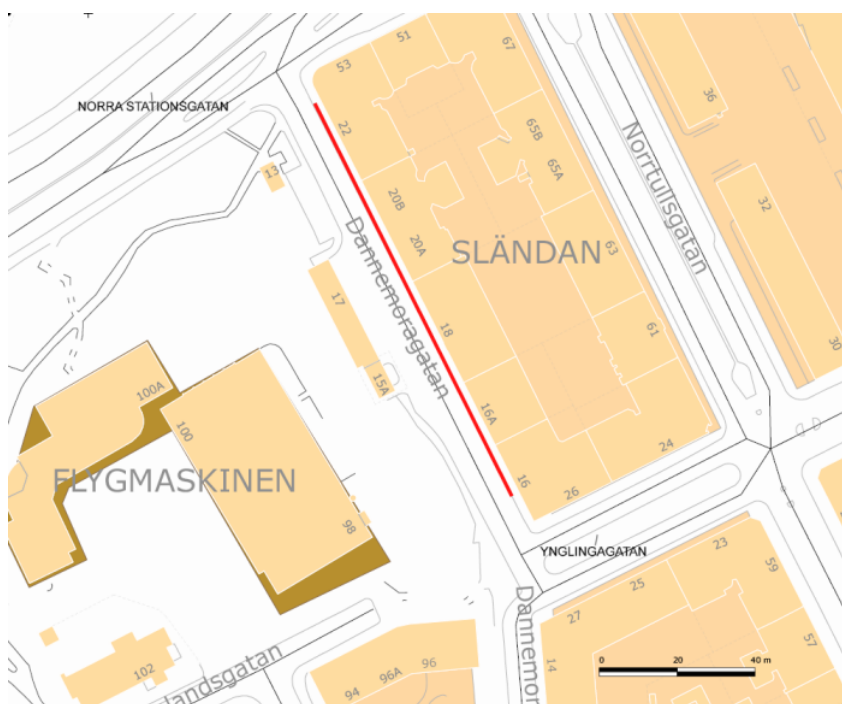 51
53
67
36
NORRA STATIONSGATAN
22
65B
Norrtullsgatan
65A
13
20B
32
20A
Dannemoragatan
SLÄNDAN
63
17
18
61
30
15A
100A
16A
100
24
FLYGMASKINEN
16
26
98
YNGLINGAGATAN
23
25
59
27
Dannemor
57
0 20 40 m
landsgatan
102
96
96A
94
14